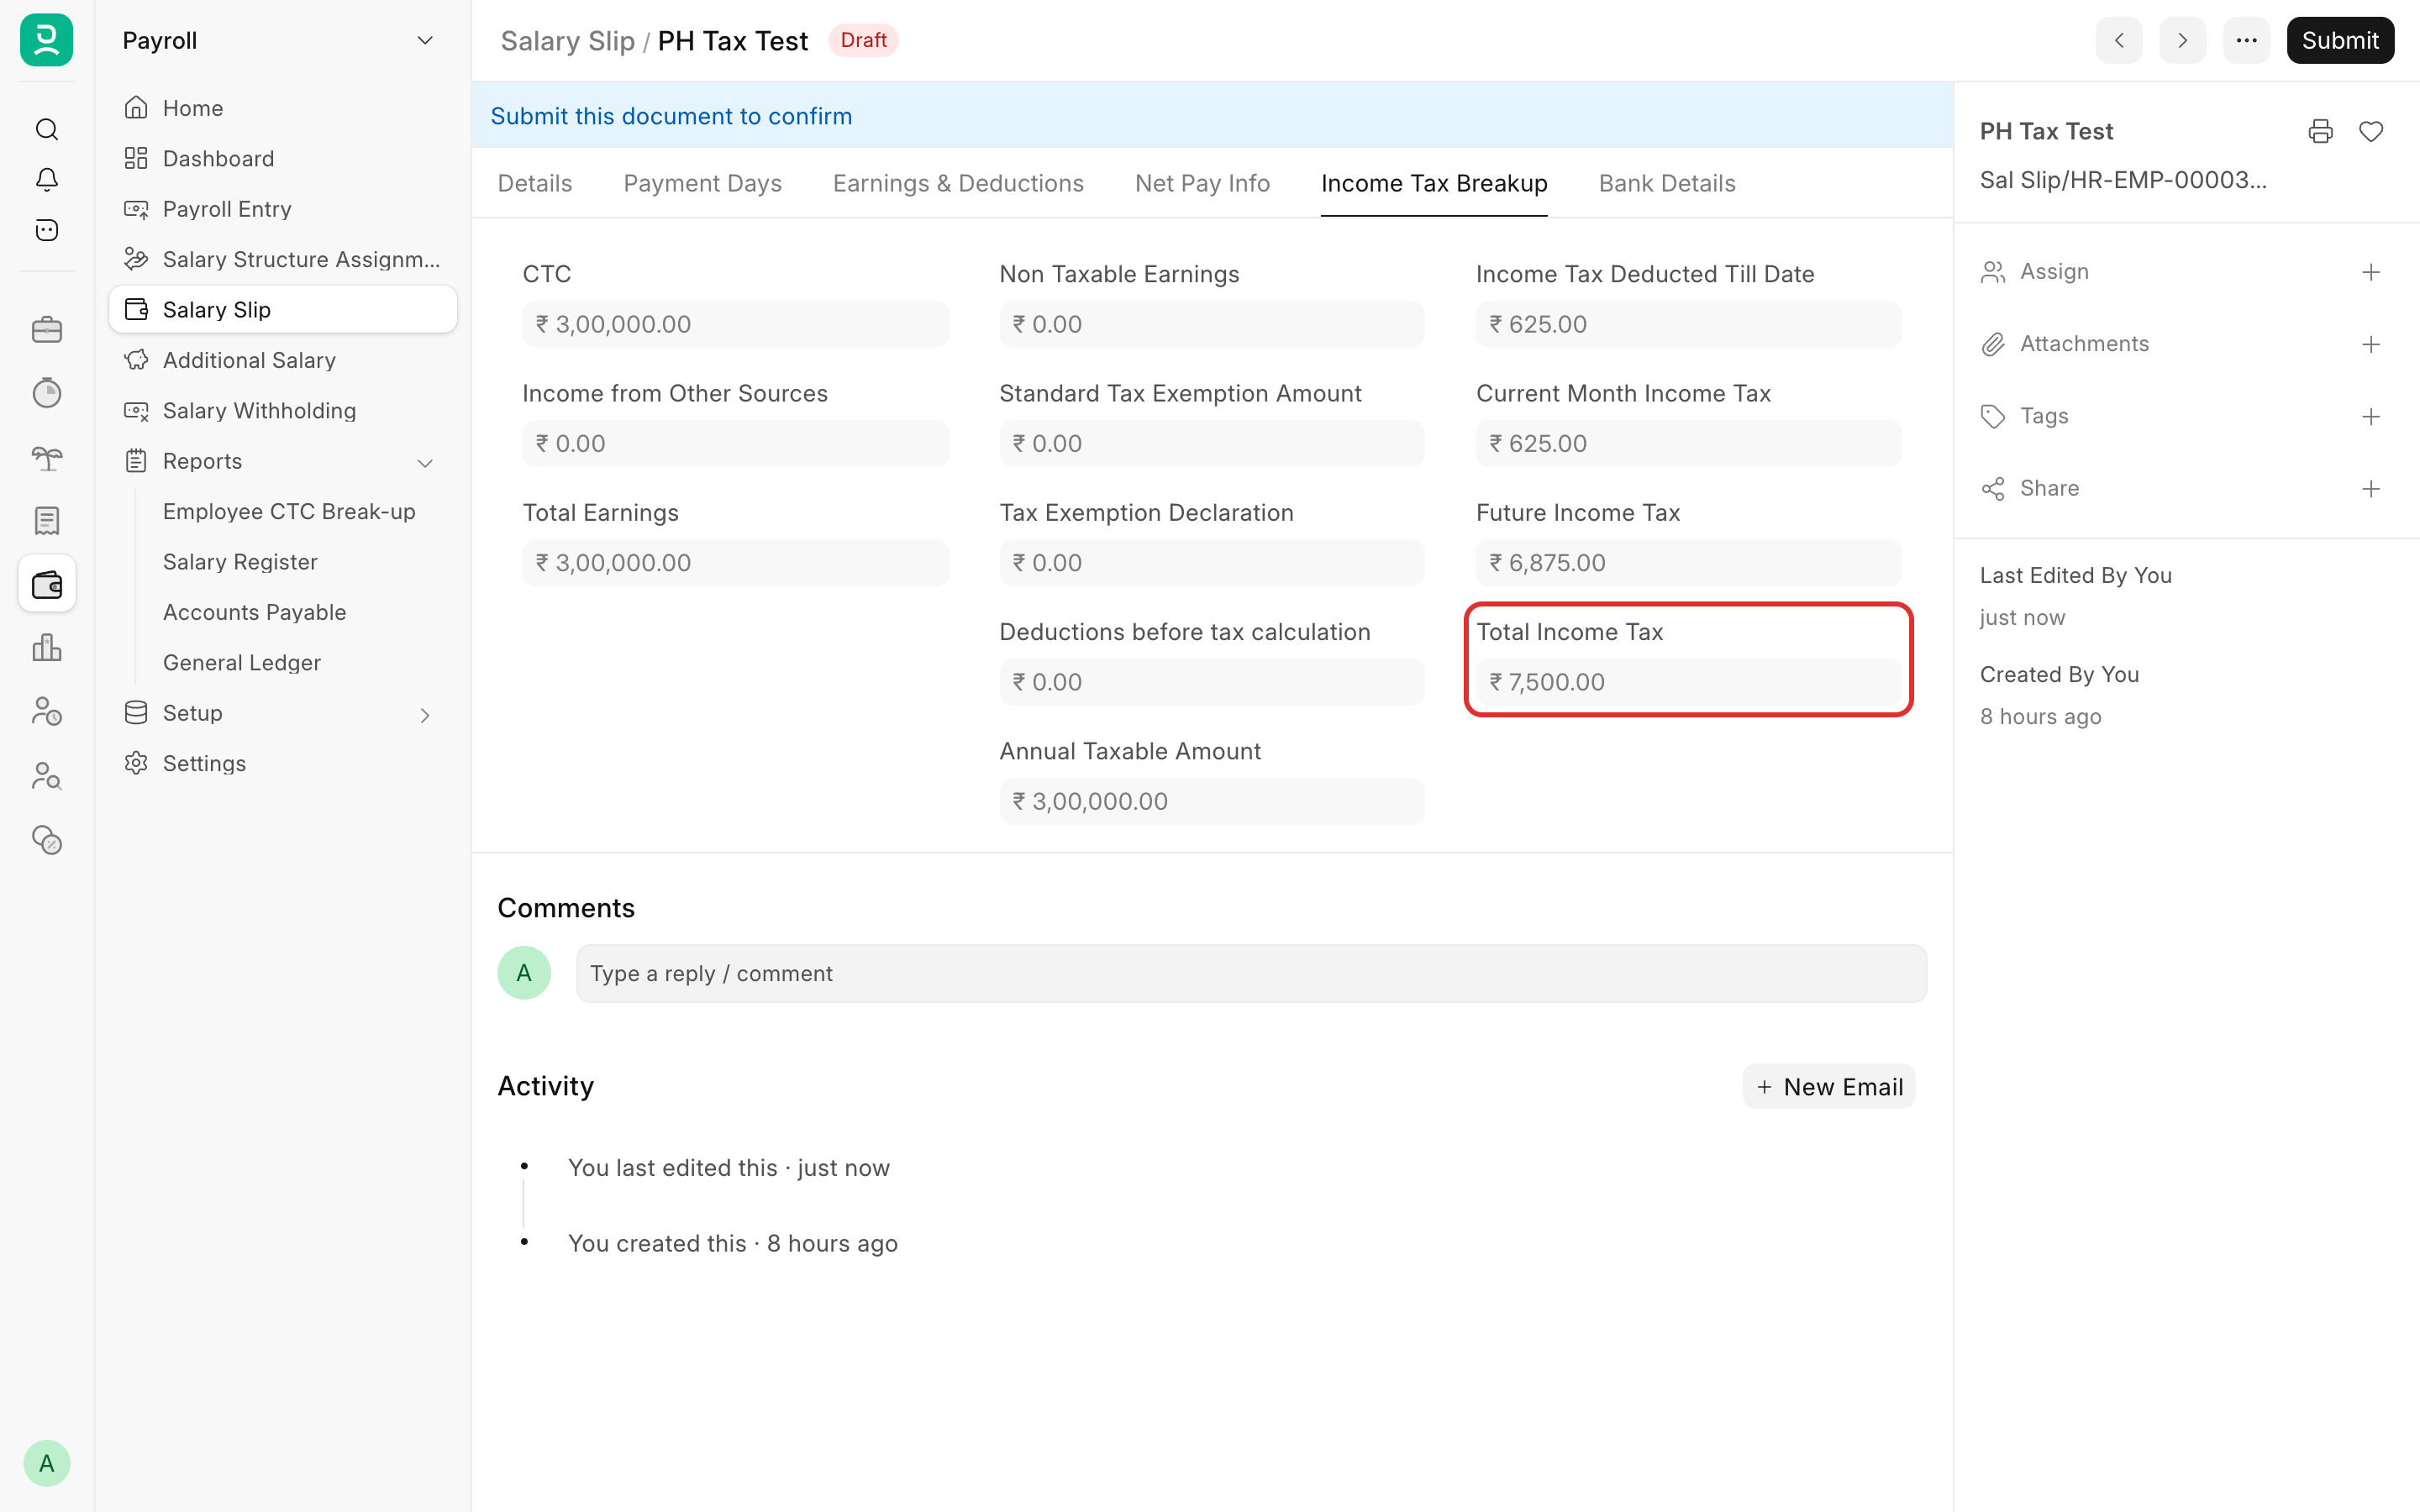 Payroll
Home
Dashboard
Payroll Entry
Salary Structure Assignm...
Salary Slip
Additional Salary
Salary Withholding
Reports
Employee CTC Break-up
Salary Register
Accounts Payable
General Ledger
Setup
Settings
A
Salary Slip / PH Tax Test Draft
Submit
Submit this document to confirm
Details Payment Days Earnings & Deductions Net Pay Info Income Tax Breakup Bank Details
CTC
₹ 3,00,000.00
Income from Other Sources
₹ 0.00
Total Earnings
₹ 3,00,000.00
Non Taxable Earnings
₹ 0.00
Standard Tax Exemption Amount
₹ 0.00
Tax Exemption Declaration
₹ 0.00
Deductions before tax calculation
₹ 0.00
Annual Taxable Amount
₹ 3,00,000.00
Income Tax Deducted Till Date
₹ 625.00
Current Month Income Tax
₹ 625.00
Future Income Tax
₹ 6,875.00
Total Income Tax
₹ 7,500.00
Comments
A
Type a reply / comment
Activity
+ New Email
You last edited this · just now
You created this · 8 hours ago
PH Tax Test
Sal Slip/HR-EMP-00003...
Assign
Attachments
Tags
Share
Last Edited By You
just now
Created By You
8 hours ago